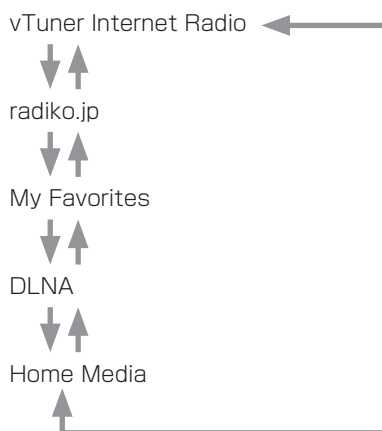 vTuner Internet Radio
radiko.jp
My Favorites
DLNA
Home Media